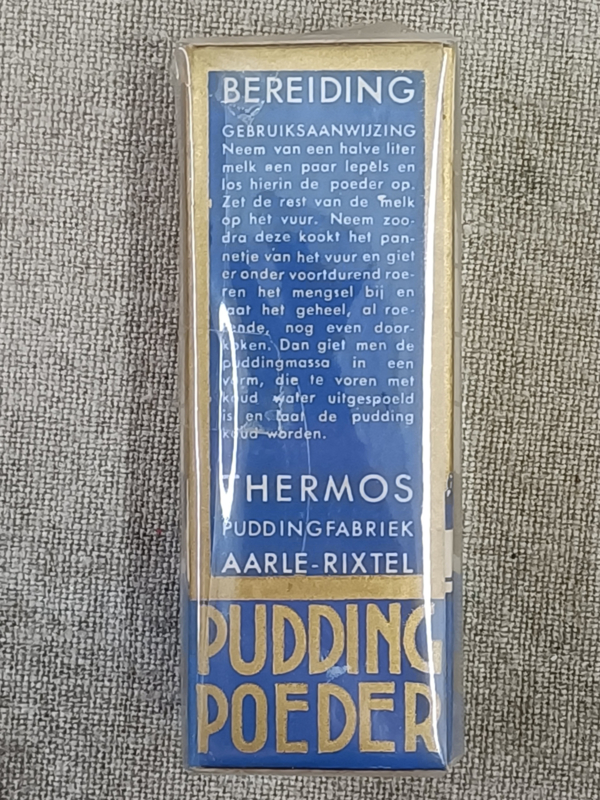 BEREIDING
GEBRUIKSAANWIJZING
Neem van een halve liter
melk een paar lepels en
los hierin de poeder op.
Zet de rest van de melk
op het vuur. Neem zoo-
dra deze kookt het pan-
netje van het vuur en giet
er onder voortdurend roe-
ren het mengsel bij en
laat het geheel, al roe-
rende, nog even door-
koken. Dan giet men de
puddingmassa in een
vorm, die te voren met
koud water uitgespoeld
is en laat de pudding
koud worden.
THERMOS
PUDDINGFABRIEK
AARLE-RIXTEL
PUDDING
POEDER